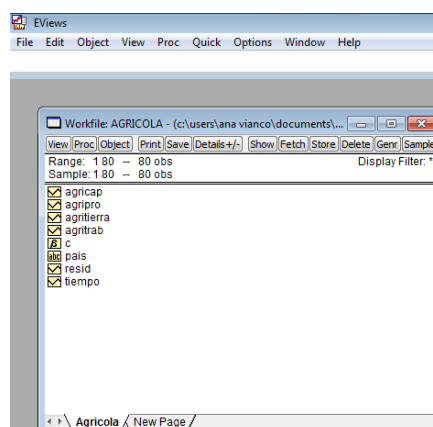 EViews
File Edit Object View Proc Quick Options Window Help
Workfile: AGRICOLA - (c:\users\ana vianco\documents\...
View Proc Object Print Save Details+/- Show Fetch Store Delete Genr Sample
Range: 1 80 -- 80 obs Display Filter: *
Sample: 1 80 -- 80 obs
agricap
agripro
agritierra
agritrab
β c
abc pais
resid
tiempo
Agricola New Page